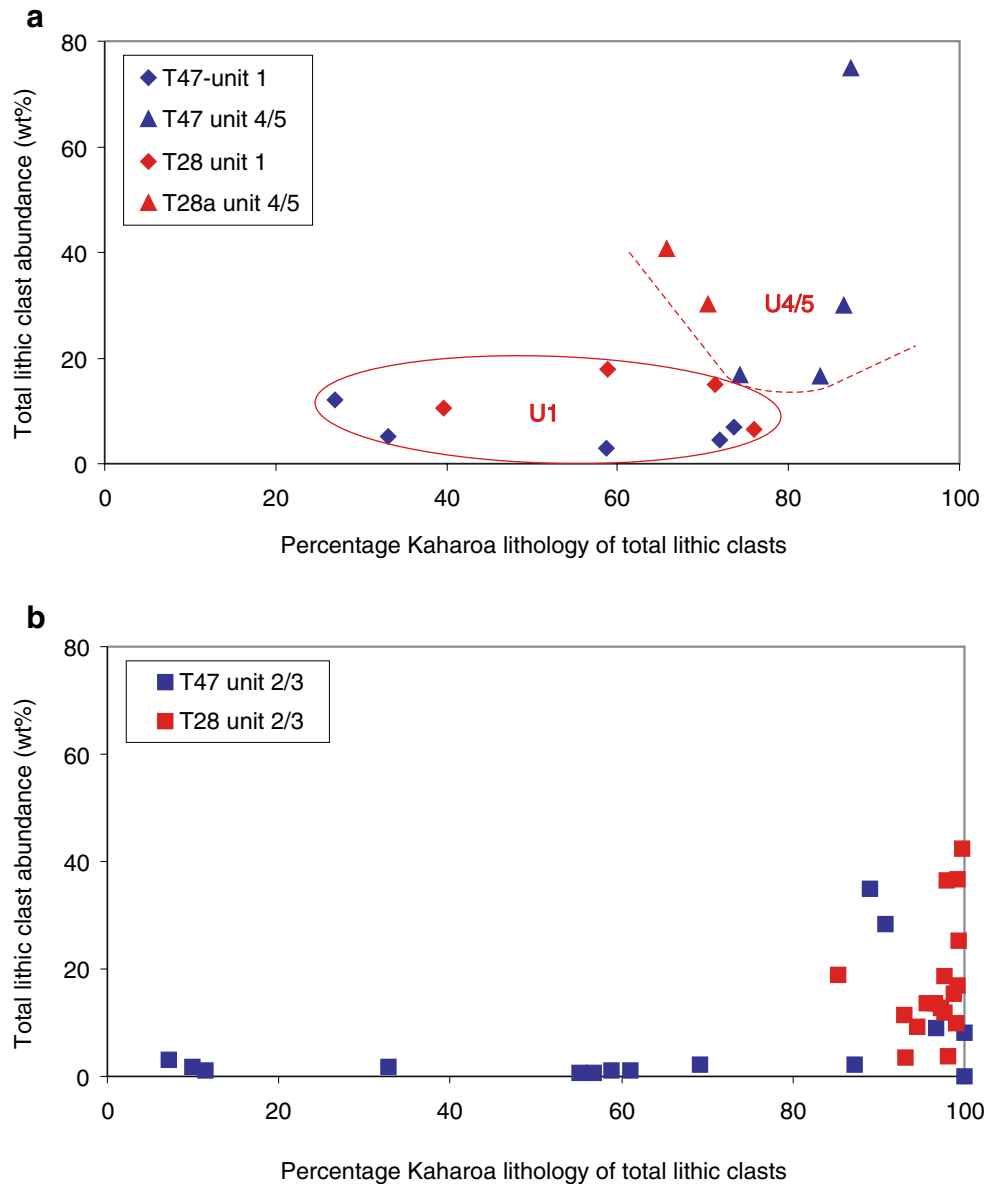 a
80
60
40
20
0
Total lithic clast abundance (wt%)
T47-unit 1
T47 unit 4/5
T28 unit 1
T28a unit 4/5
U4/5
U1
0 20 40 60 80 100
Percentage Kaharoa lithology of total lithic clasts
b
80
60
40
20
0
Total lithic clast abundance (wt%)
T47 unit 2/3
T28 unit 2/3
0 20 40 60 80 100
Percentage Kaharoa lithology of total lithic clasts